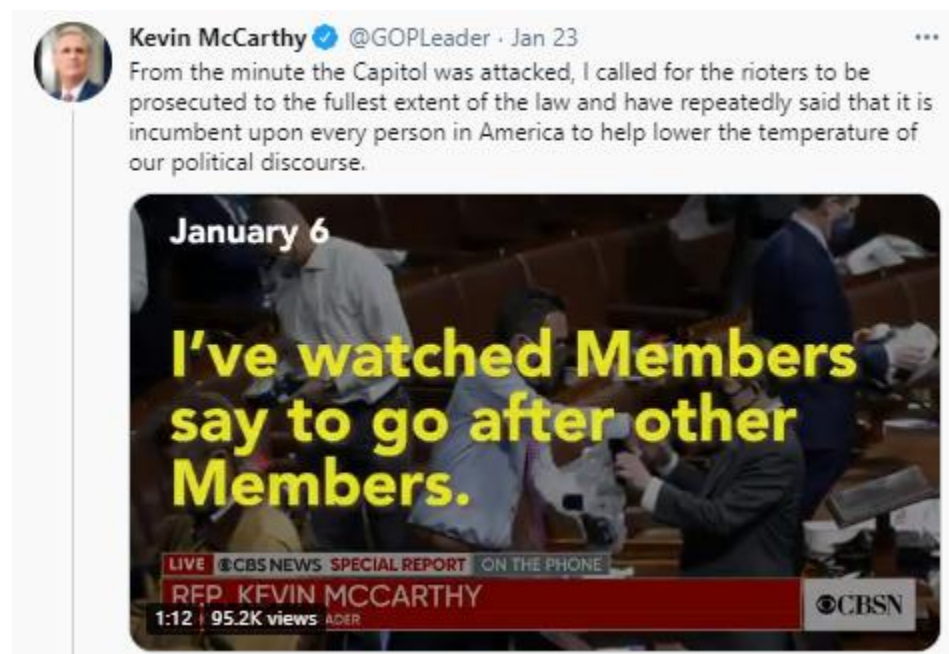 Kevin McCarthy @GOPLeader · Jan 23
From the minute the Capitol was attacked, I called for the rioters to be
prosecuted to the fullest extent of the law and have repeatedly said that it is
incumbent upon every person in America to help lower the temperature of
our political discourse.
January 6
I've watched Members
say to go after other
Members.
LIVE CBS NEWS SPECIAL REPORT ON THE PHONE
REP. KEVIN MCCARTHY
1:12 95.2K views
CBSN